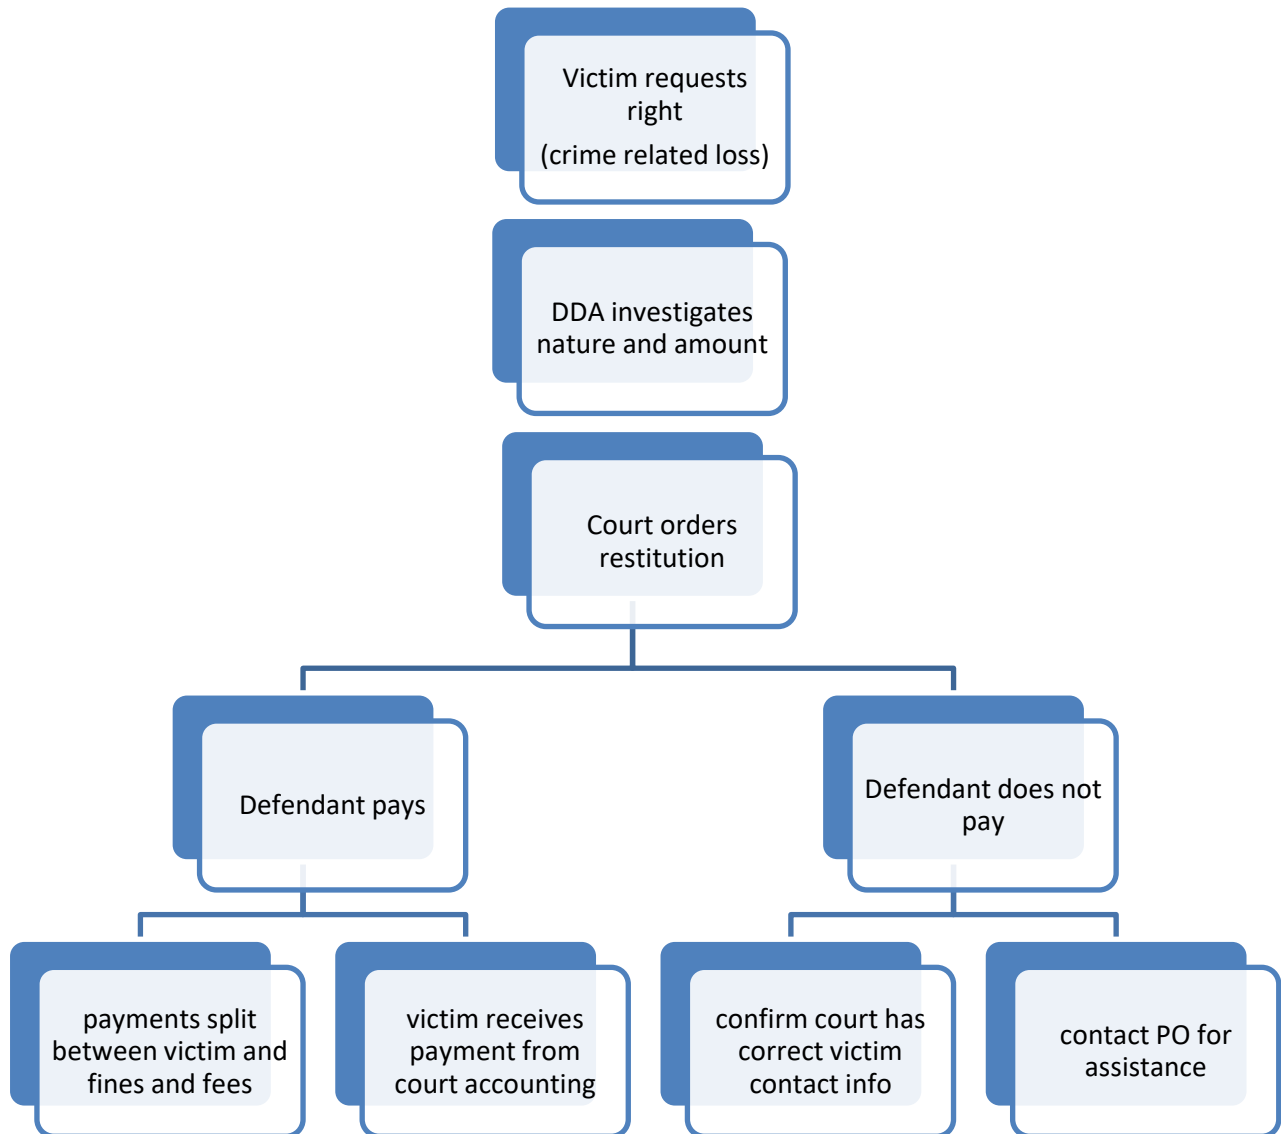 Victim requests
right
(crime related loss)
DDA investigates
nature and amount
Court orders
restitution
Defendant pays
Defendant does not
pay
payments split
between victim and
fines and fees
victim receives
payment from
court accounting
confirm court has
correct victim
contact info
contact PO for
assistance